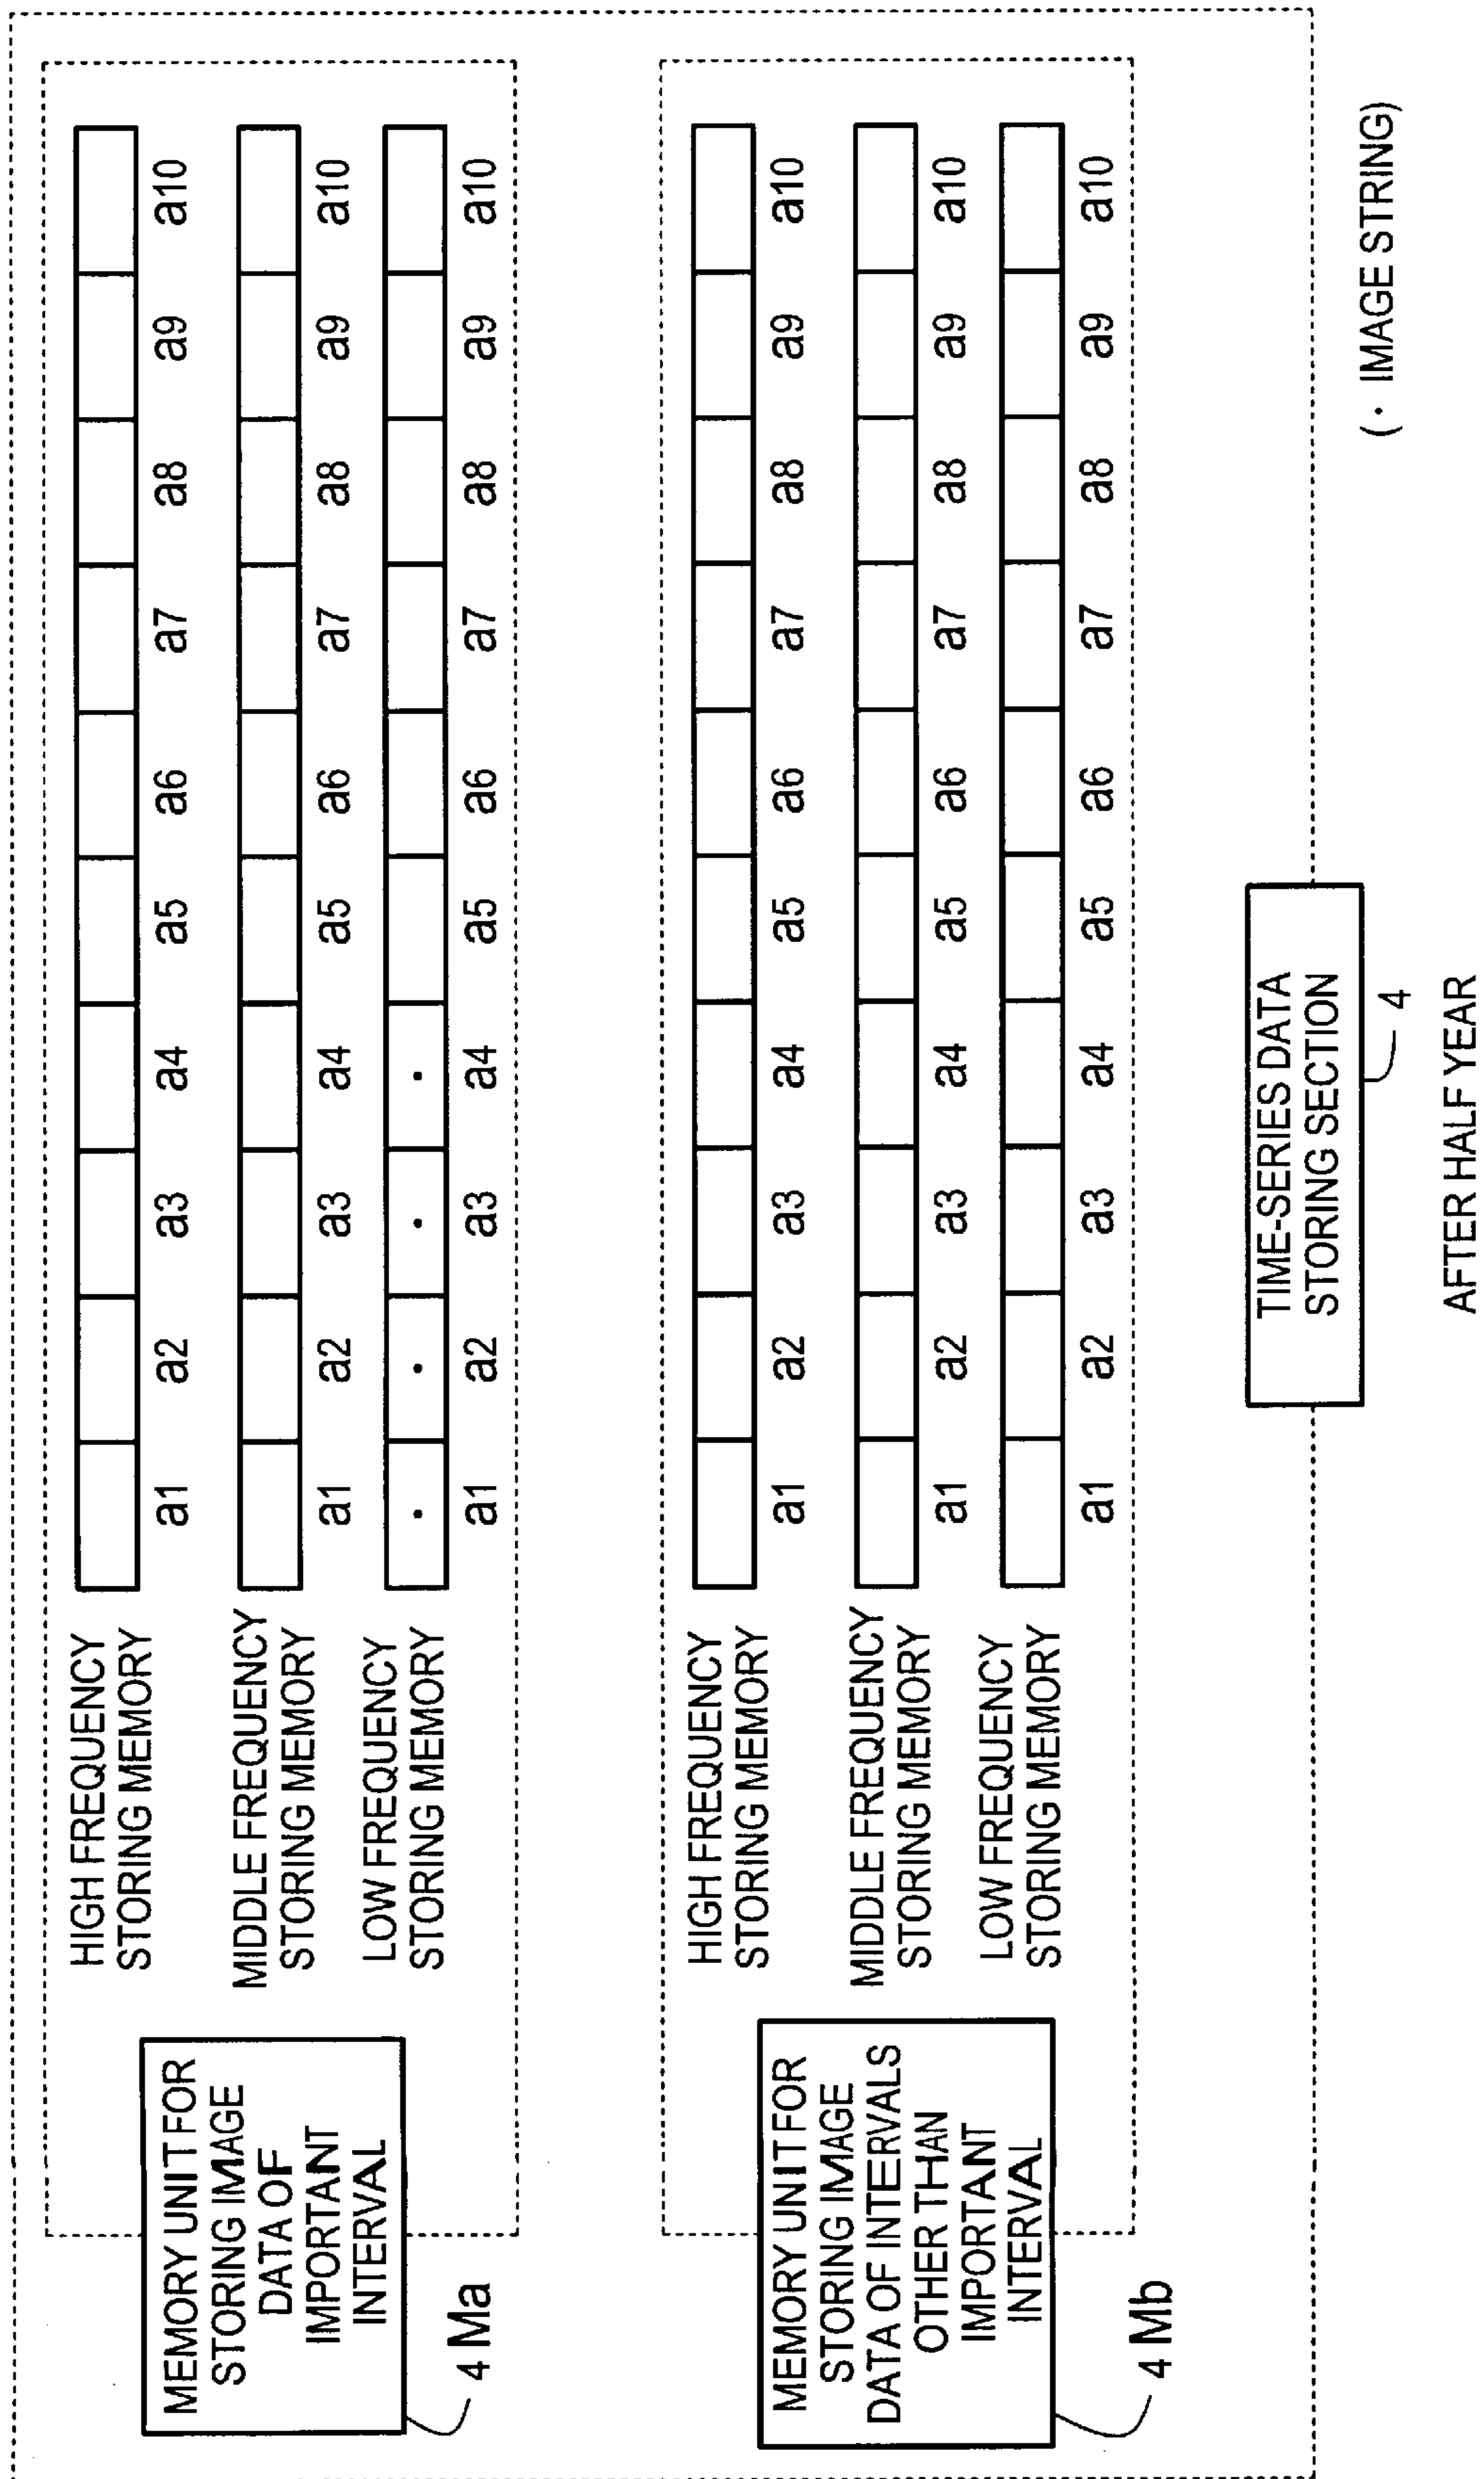 MEMORY UNIT FOR
STORING IMAGE
DATA OF
IMPORTANT
INTERVAL
4 Ma
HIGH FREQUENCY
STORING MEMORY
a1 a2 a3 a4 a5 a6 a7 a8 a9 a10
MIDDLE FREQUENCY
STORING MEMORY
a1 a2 a3 a4 a5 a6 a7 a8 a9 a10
LOW FREQUENCY
STORING MEMORY
a1 a2 a3 a4 a5 a6 a7 a8 a9 a10
MEMORY UNIT FOR
STORING IMAGE
DATA OF INTERVALS
OTHER THAN
IMPORTANT
INTERVAL
4 Mb
HIGH FREQUENCY
STORING MEMORY
a1 a2 a3 a4 a5 a6 a7 a8 a9 a10
MIDDLE FREQUENCY
STORING MEMORY
a1 a2 a3 a4 a5 a6 a7 a8 a9 a10
LOW FREQUENCY
STORING MEMORY
a1 a2 a3 a4 a5 a6 a7 a8 a9 a10
TIME-SERIES DATA
STORING SECTION
4
(· IMAGE STRING)
AFTER HALF YEAR